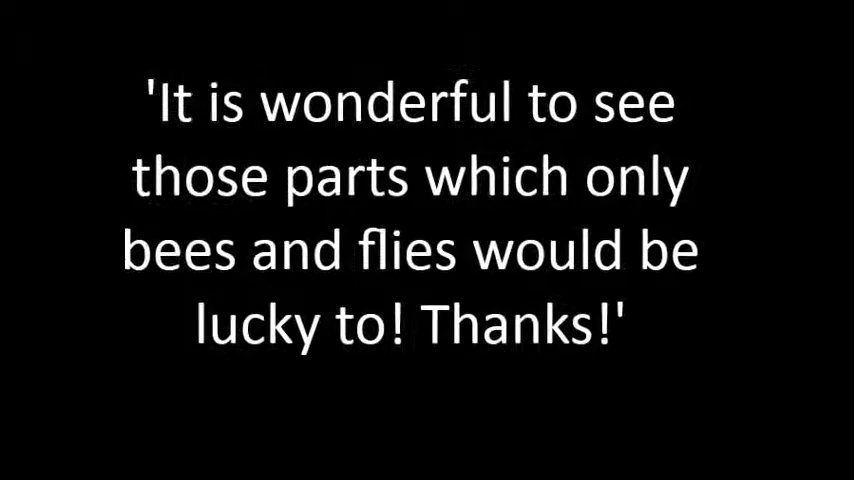 'It is wonderful to see
those parts which only
bees and flies would be
lucky to! Thanks!'